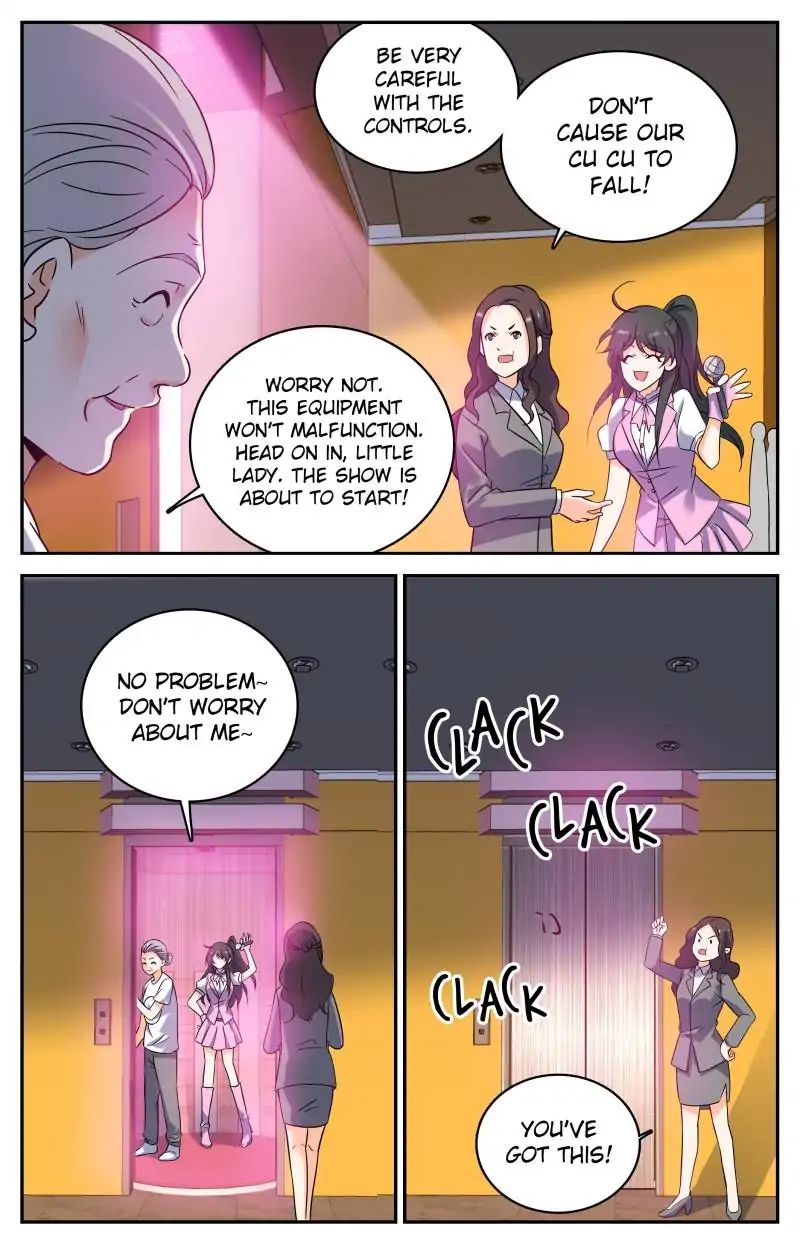 BE VERY
CAREFUL
WITH THE
CONTROLS.
DON'T
CAUSE OUR
CU CU TO
FALL!
WORRY NOT.
THIS EQUIPMENT
WON'T MALFUNCTION.
HEAD ON IN, LITTLE
LADY. THE SHOW IS
ABOUT TO START!
NO PROBLEM~
DON'T WORRY
ABOUT ME~
CLACK
CLACK
CLACK
YOU'VE
GOT THIS!